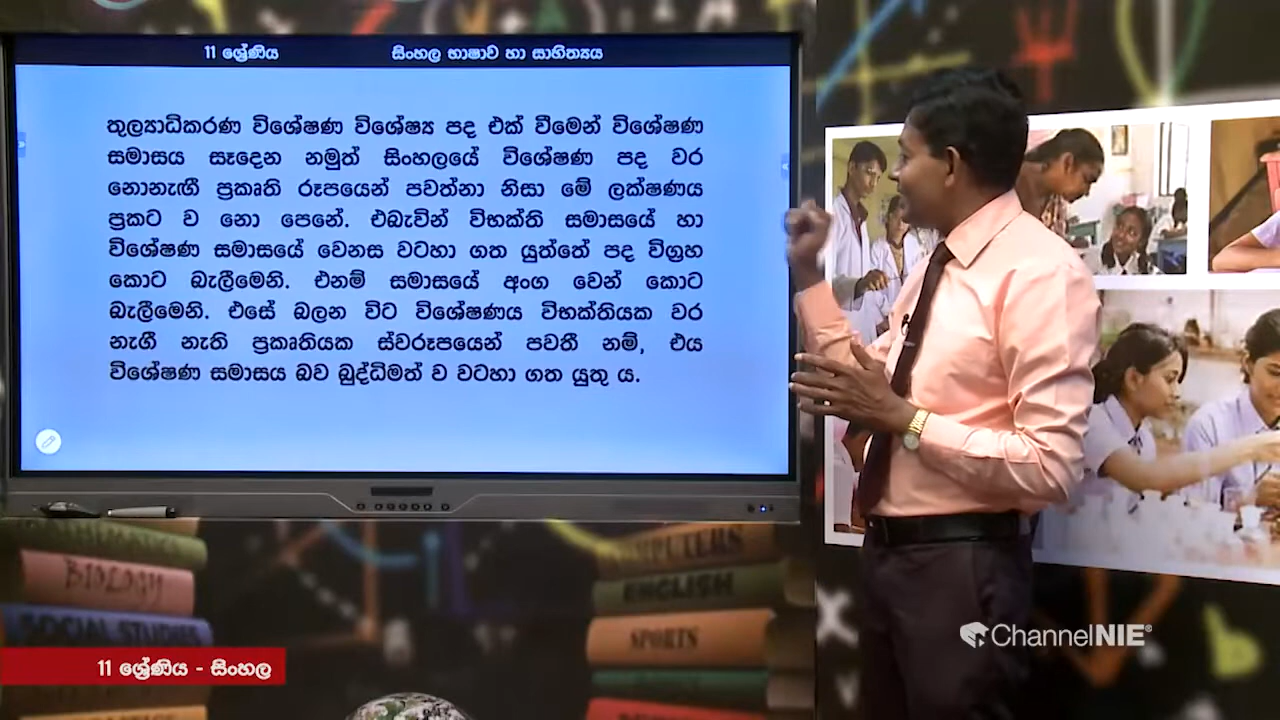 11 ශ්‍රේණිය සිංහල භාෂාව හා සාහිත්‍යය
තුල්‍යාධිකරණ විශේෂණ විශේෂ්‍ය පද එක් වීමෙන් විශේෂණ
සමාසය සෑදෙන නමුත් සිංහලයේ විශේෂණ පද වර
නොනැඟී ප්‍රකෘති රූපයෙන් පවත්නා නිසා මේ ලක්ෂණය
ප්‍රකට ව නො පෙනේ. එබැවින් විභක්ති සමාසයේ හා
විශේෂණ සමාසයේ වෙනස වටහා ගත යුත්තේ පද විග්‍රහ
කොට බැලීමෙනි. එනම් සමාසයේ අංග වෙන් කොට
බැලීමෙනි. එසේ බලන විට විශේෂණය විභක්තියක වර
නැගී නැති ප්‍රකෘතියක ස්වරූපයෙන් පවතී නම්, එය
විශේෂණ සමාසය බව බුද්ධිමත් ව වටහා ගත යුතු ය.
MATHEMATICS
BIOLOGY
SOCIAL STUDIES
COMPUTERS
ENGLISH
SPORTS
ChannelNIE®
11 ශ්‍රේණිය - සිංහල